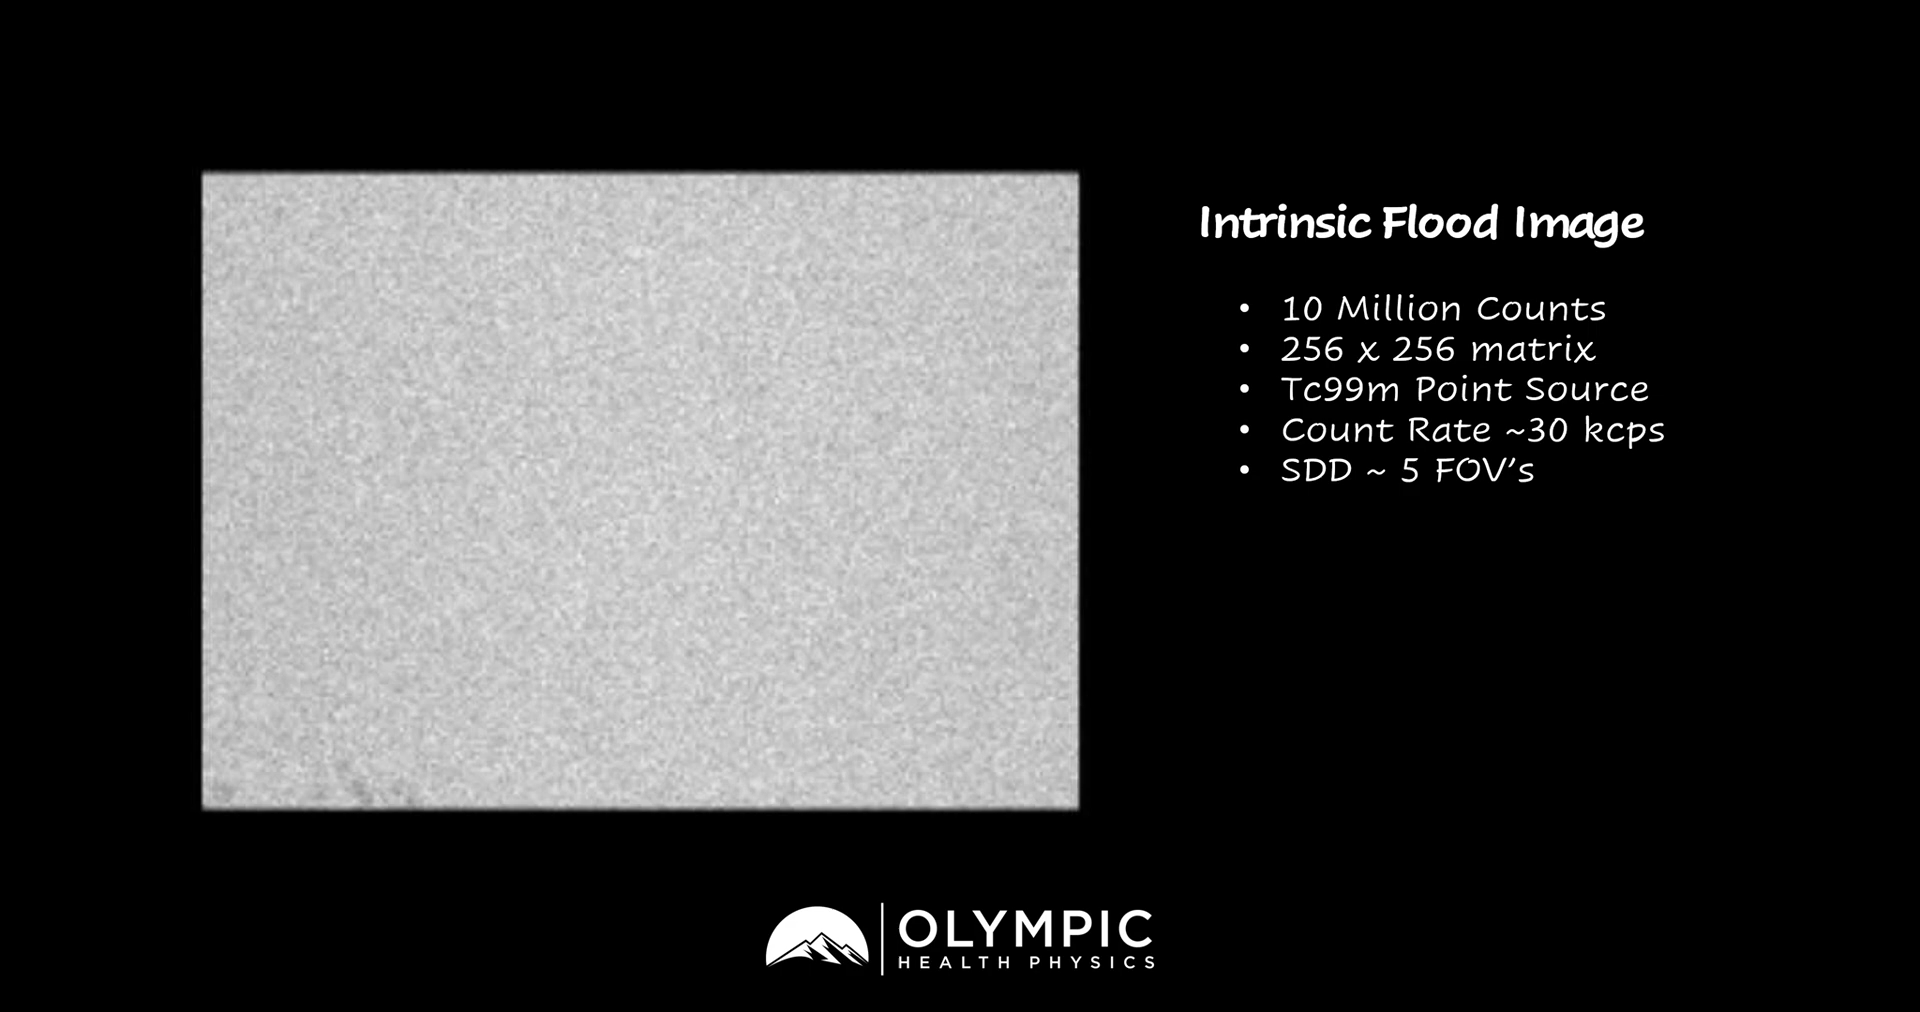 Intrinsic Flood Image
• 10 Million Counts
• 256 x 256 matrix
• Tc99m Point Source
• Count Rate ~30 kcps
• SDD ~ 5 FOV's
OLYMPIC
HEALTH PHYSICS